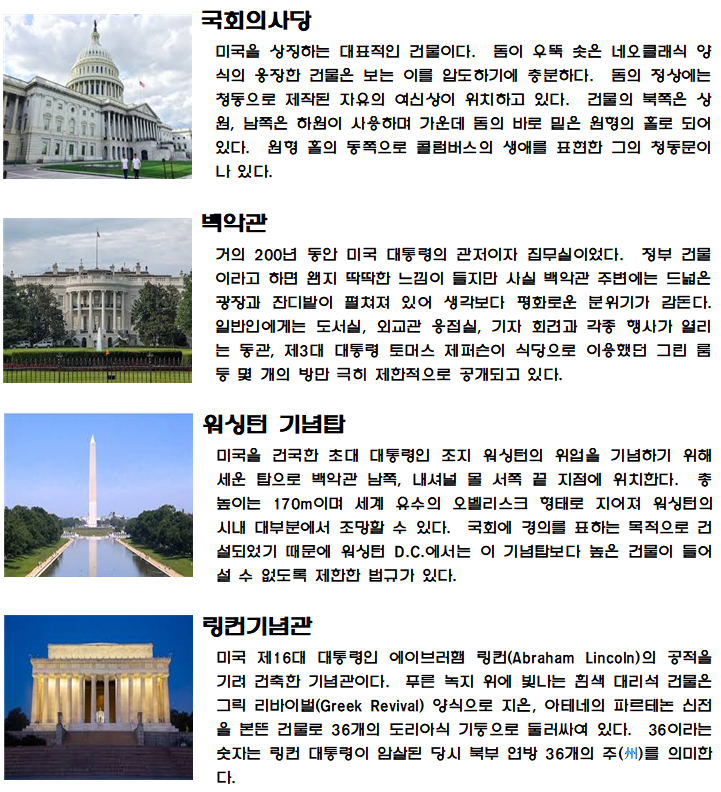 국회의사당
미국을 상징하는 대표적인 건물이다. 돔이 우뚝 솟은 네오클래식 양
식의 웅장한 건물은 보는 이를 압도하기에 충분하다. 돔의 정상에는
청동으로 제작된 자유의 여신상이 위치하고 있다. 건물의 북쪽은 상
원, 남쪽은 하원이 사용하며 가운데 돔의 바로 밑은 원형의 홀로 되어
있다. 원형 홀의 동쪽으로 콜럼버스의 생애를 표현한 그의 청동문이
나 있다.
백악관
거의 200년 동안 미국 대통령의 관저이자 집무실이었다. 정부 건물
이라고 하면 왠지 딱딱한 느낌이 들지만 사실 백악관 주변에는 드넓은
광장과 잔디밭이 펼쳐져 있어 생각보다 평화로운 분위기가 감돈다.
일반인에게는 도서실, 외교관 응접실, 기자 회견과 각종 행사가 열리
는 동관, 제3대 대통령 토머스 제퍼슨이 식당으로 이용했던 그린 룸
등 몇 개의 방만 극히 제한적으로 공개되고 있다.
워싱턴 기념탑
미국을 건국한 초대 대통령인 조지 워싱턴의 위업을 기념하기 위해
세운 탑으로 백악관 남쪽, 내셔널 몰 서쪽 끝 지점에 위치한다. 총
높이는 170m이며 세계 유수의 오벨리스크 형태로 지어져 워싱턴의
시내 대부분에서 조망할 수 있다. 국회에 경의를 표하는 목적으로 건
설되었기 때문에 워싱턴 D.C.에서는 이 기념탑보다 높은 건물이 들어
설 수 없도록 제한한 법규가 있다.
링컨기념관
미국 제16대 대통령인 에이브러햄 링컨(Abraham Lincoln)의 공적을
기려 건축한 기념관이다. 푸른 녹지 위에 빛나는 흰색 대리석 건물은
그릭 리바이벌(Greek Revival) 양식으로 지은, 아테네의 파르테논 신전
을 본뜬 건물로 36개의 도리아식 기둥으로 둘러싸여 있다. 36이라는
숫자는 링컨 대통령이 암살된 당시 북부 연방 36개의 주(州)를 의미한
다.